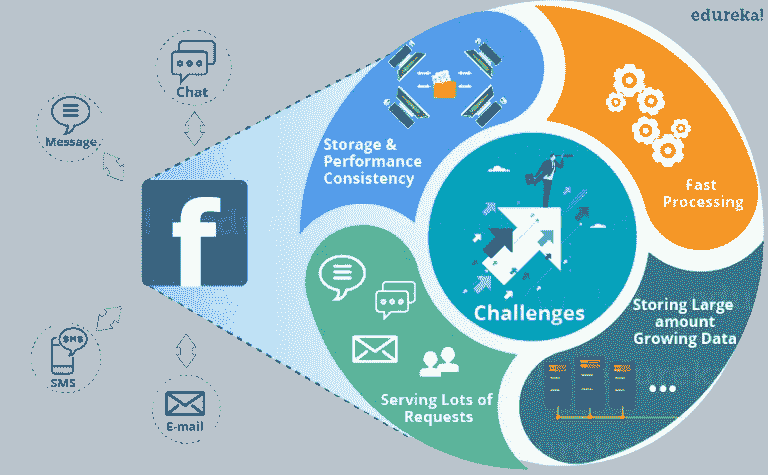 edureka!
Chat
Message
Storage &
Performance
Consistency
Fast
Processing
f
Challenges
Storing Large
amount
Growing Data
SMS
SMS
E-mail
Serving Lots of
Requests